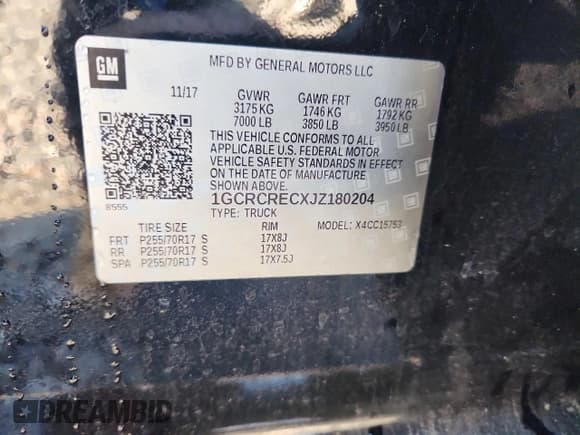 GM
MFD BY GENERAL MOTORS LLC
11/17 GVWR GAWR FRT GAWR RR
3175 KG 1746 KG 1792 KG
7000 LB 3850 LB 3950 LB
THIS VEHICLE CONFORMS TO ALL
APPLICABLE U.S. FEDERAL MOTOR
VEHICLE SAFETY STANDARDS IN EFFECT
ON THE DATE OF MANUFACTURE
SHOWN ABOVE.
8555 1GCRCRECXJZ180204
TYPE: TRUCK MODEL: X4CC15753
TIRE SIZE RIM
FRT P255/70R17 S 17X8J
RR P255/70R17 S 17X8J
SPA P255/70R17 S 17X7.5J
DREAMBID